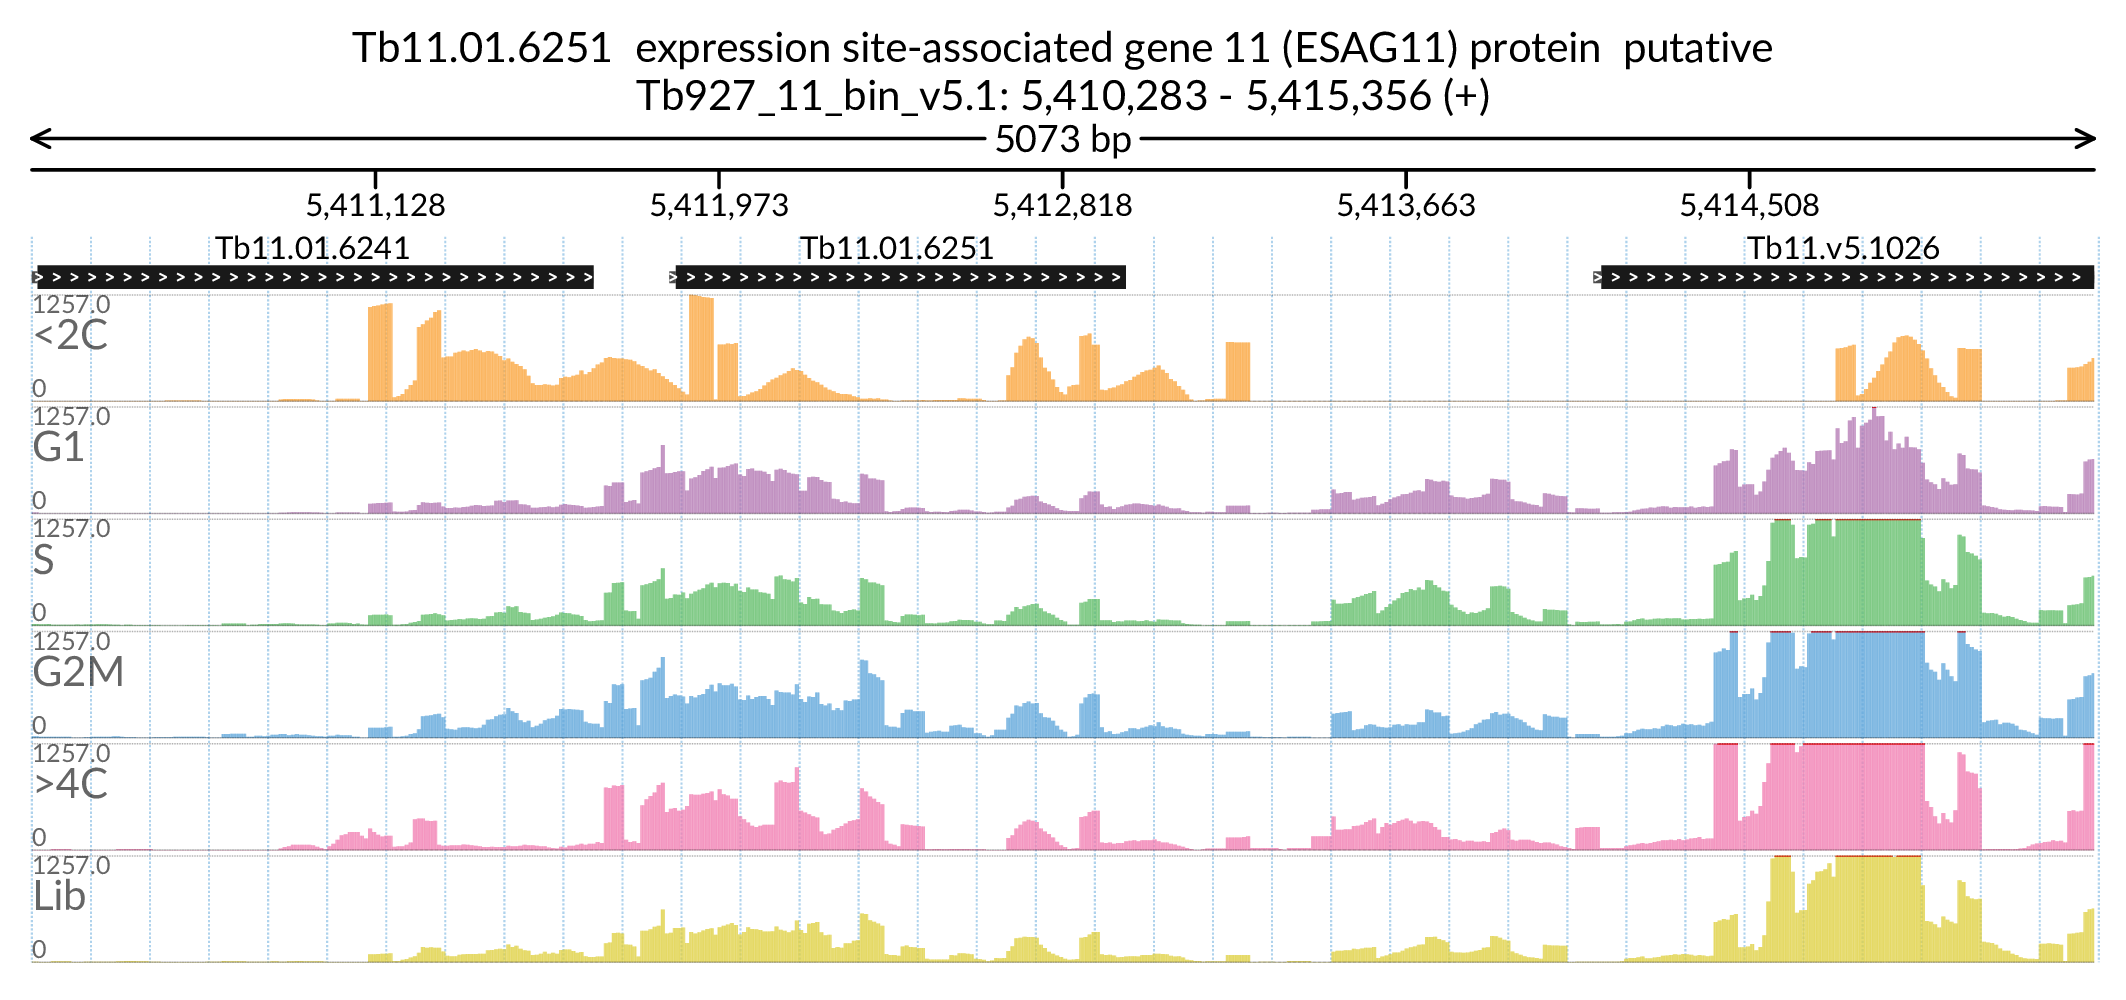 Tb11.01.6251  expression site-associated gene 11 (ESAG11) protein  putative
Tb927_11_bin_v5.1: 5,410,283 - 5,415,356 (+)
5073 bp
5,411,128 5,411,973 5,412,818 5,413,663 5,414,508
Tb11.01.6241 Tb11.01.6251 Tb11.v5.1026
1257.0
<2C
0
1257.0
G1
0
1257.0
S
0
1257.0
G2M
0
1257.0
>4C
0
1257.0
Lib
0